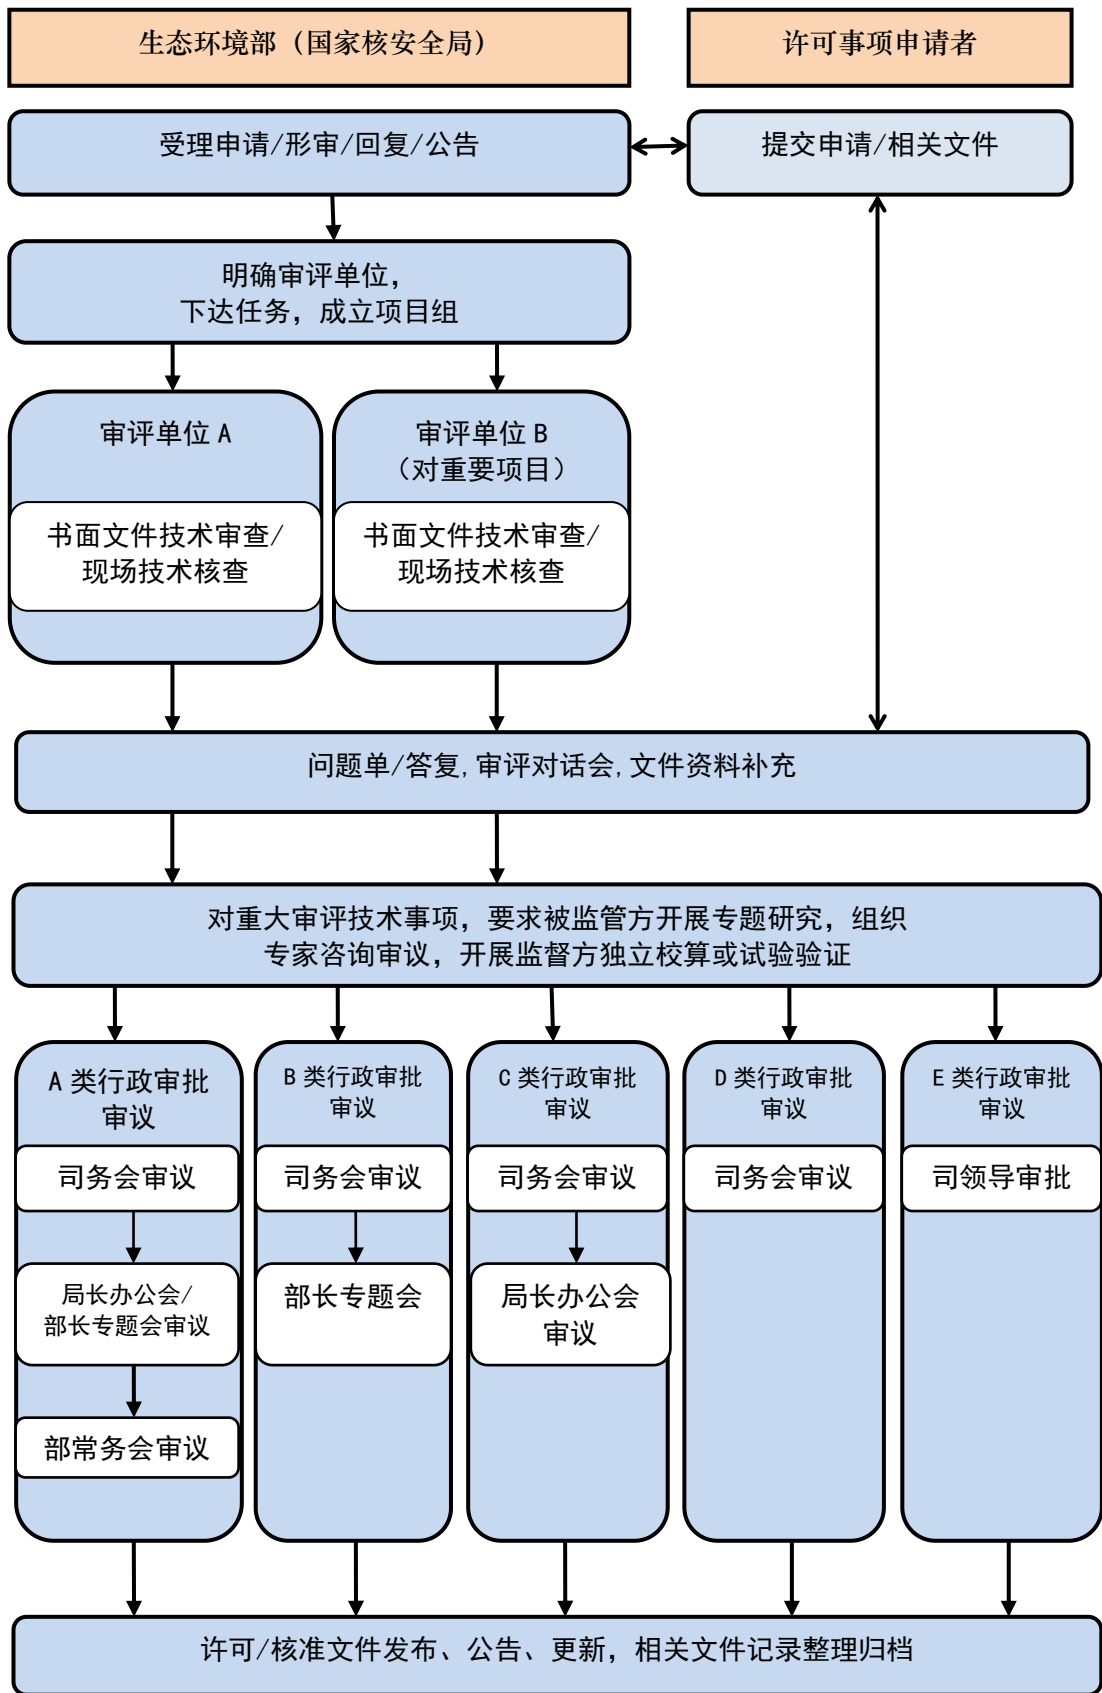 生态环境部（国家核安全局）
许可事项申请者
受理申请/形审/回复/公告
提交申请/相关文件
明确审评单位，
下达任务，成立项目组
审评单位 A
书面文件技术审查/
现场技术核查
审评单位 B
（对重要项目）
书面文件技术审查/
现场技术核查
问题单/答复,审评对话会,文件资料补充
对重大审评技术事项，要求被监管方开展专题研究，组织
专家咨询审议，开展监督方独立校算或试验验证
A 类行政审批
审议
司务会审议
局长办公会/
部长专题会审议
部常务会审议
B 类行政审批
审议
司务会审议
部长专题会
C 类行政审批
审议
司务会审议
局长办公会
审议
D 类行政审批
审议
司务会审议
E 类行政审批
审议
司领导审批
许可/核准文件发布、公告、更新，相关文件记录整理归档